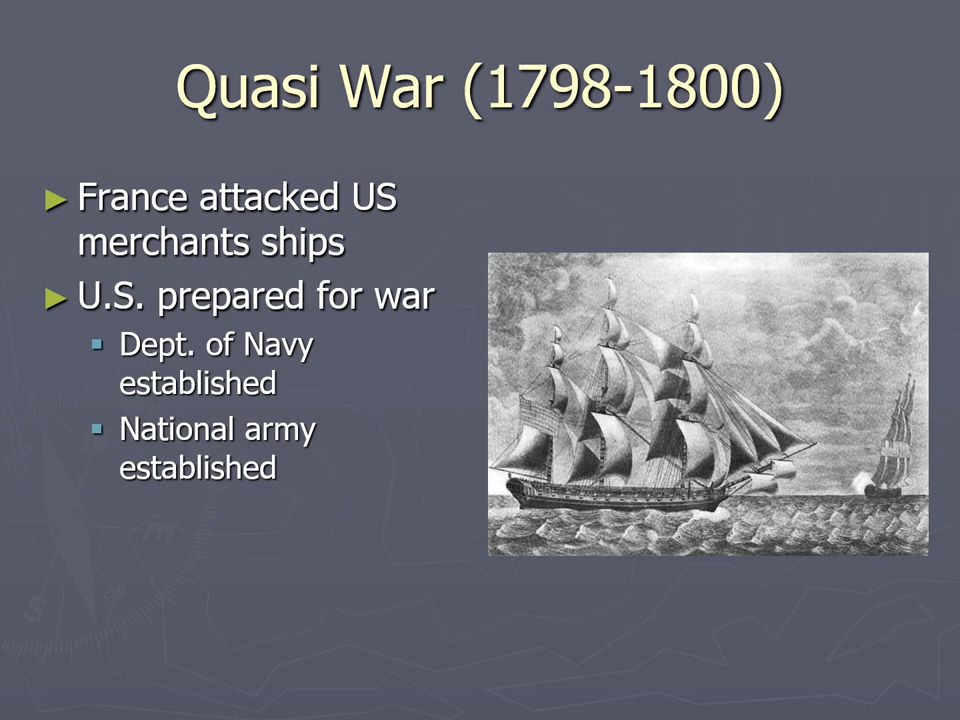 Quasi War (1798-1800)
► France attacked US
merchants ships
► U.S. prepared for war
▪ Dept. of Navy
established
▪ National army
established